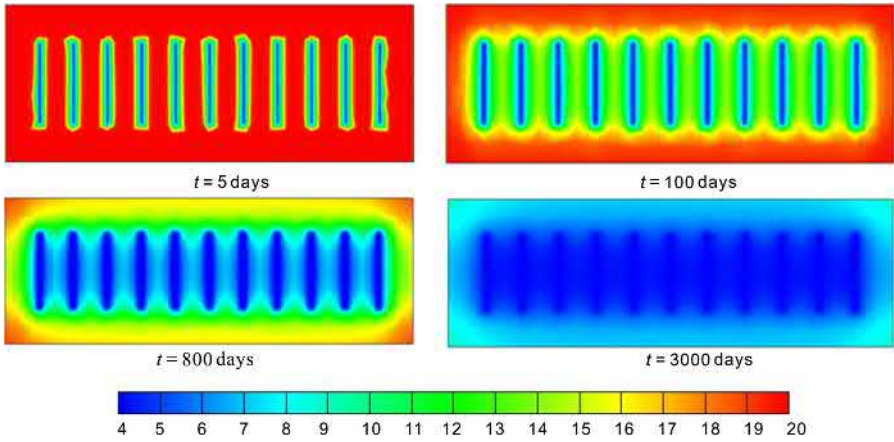 t = 5 days
t = 100 days
t = 800 days
t = 3000 days
4 5 6 7 8 9 10 11 12 13 14 15 16 17 18 19 20